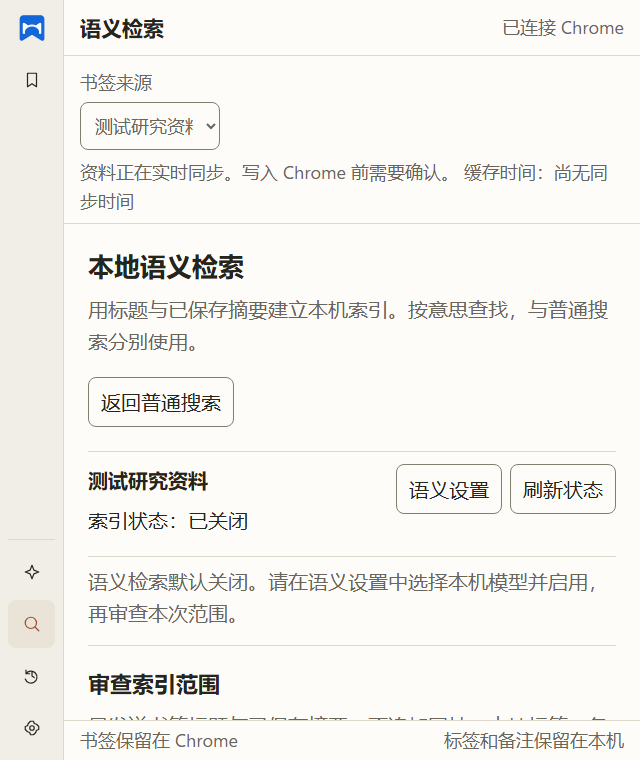 语义检索
已连接 Chrome
书签来源
测试研究资料
资料正在实时同步。写入 Chrome 前需要确认。 缓存时间：尚无同
步时间
本地语义检索
用标题与已保存摘要建立本机索引。按意思查找，与普通搜
索分别使用。
返回普通搜索
测试研究资料
语义设置
刷新状态
索引状态：已关闭
语义检索默认关闭。请在语义设置中选择本机模型并启用，
再审查本次范围。
审查索引范围
书签保留在 Chrome
标签和备注保留在本机